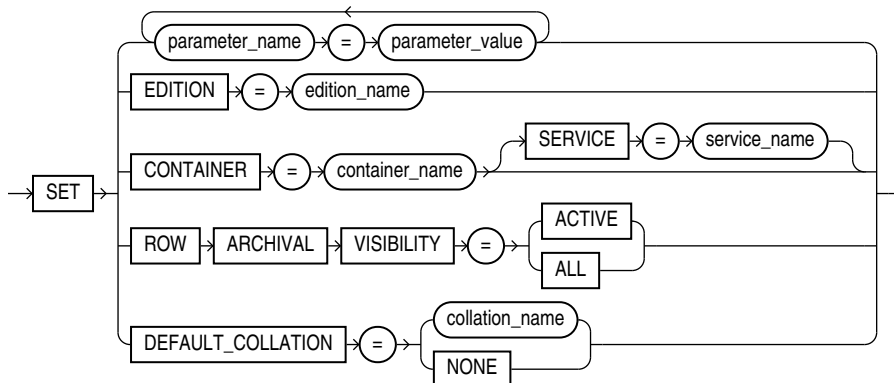 parameter_name = parameter_value
EDITION = edition_name
SERVICE = service_name
CONTAINER = container_name
SET
ROW ARCHIVAL VISIBILITY =
ACTIVE
ALL
DEFAULT_COLLATION =
collation_name
NONE